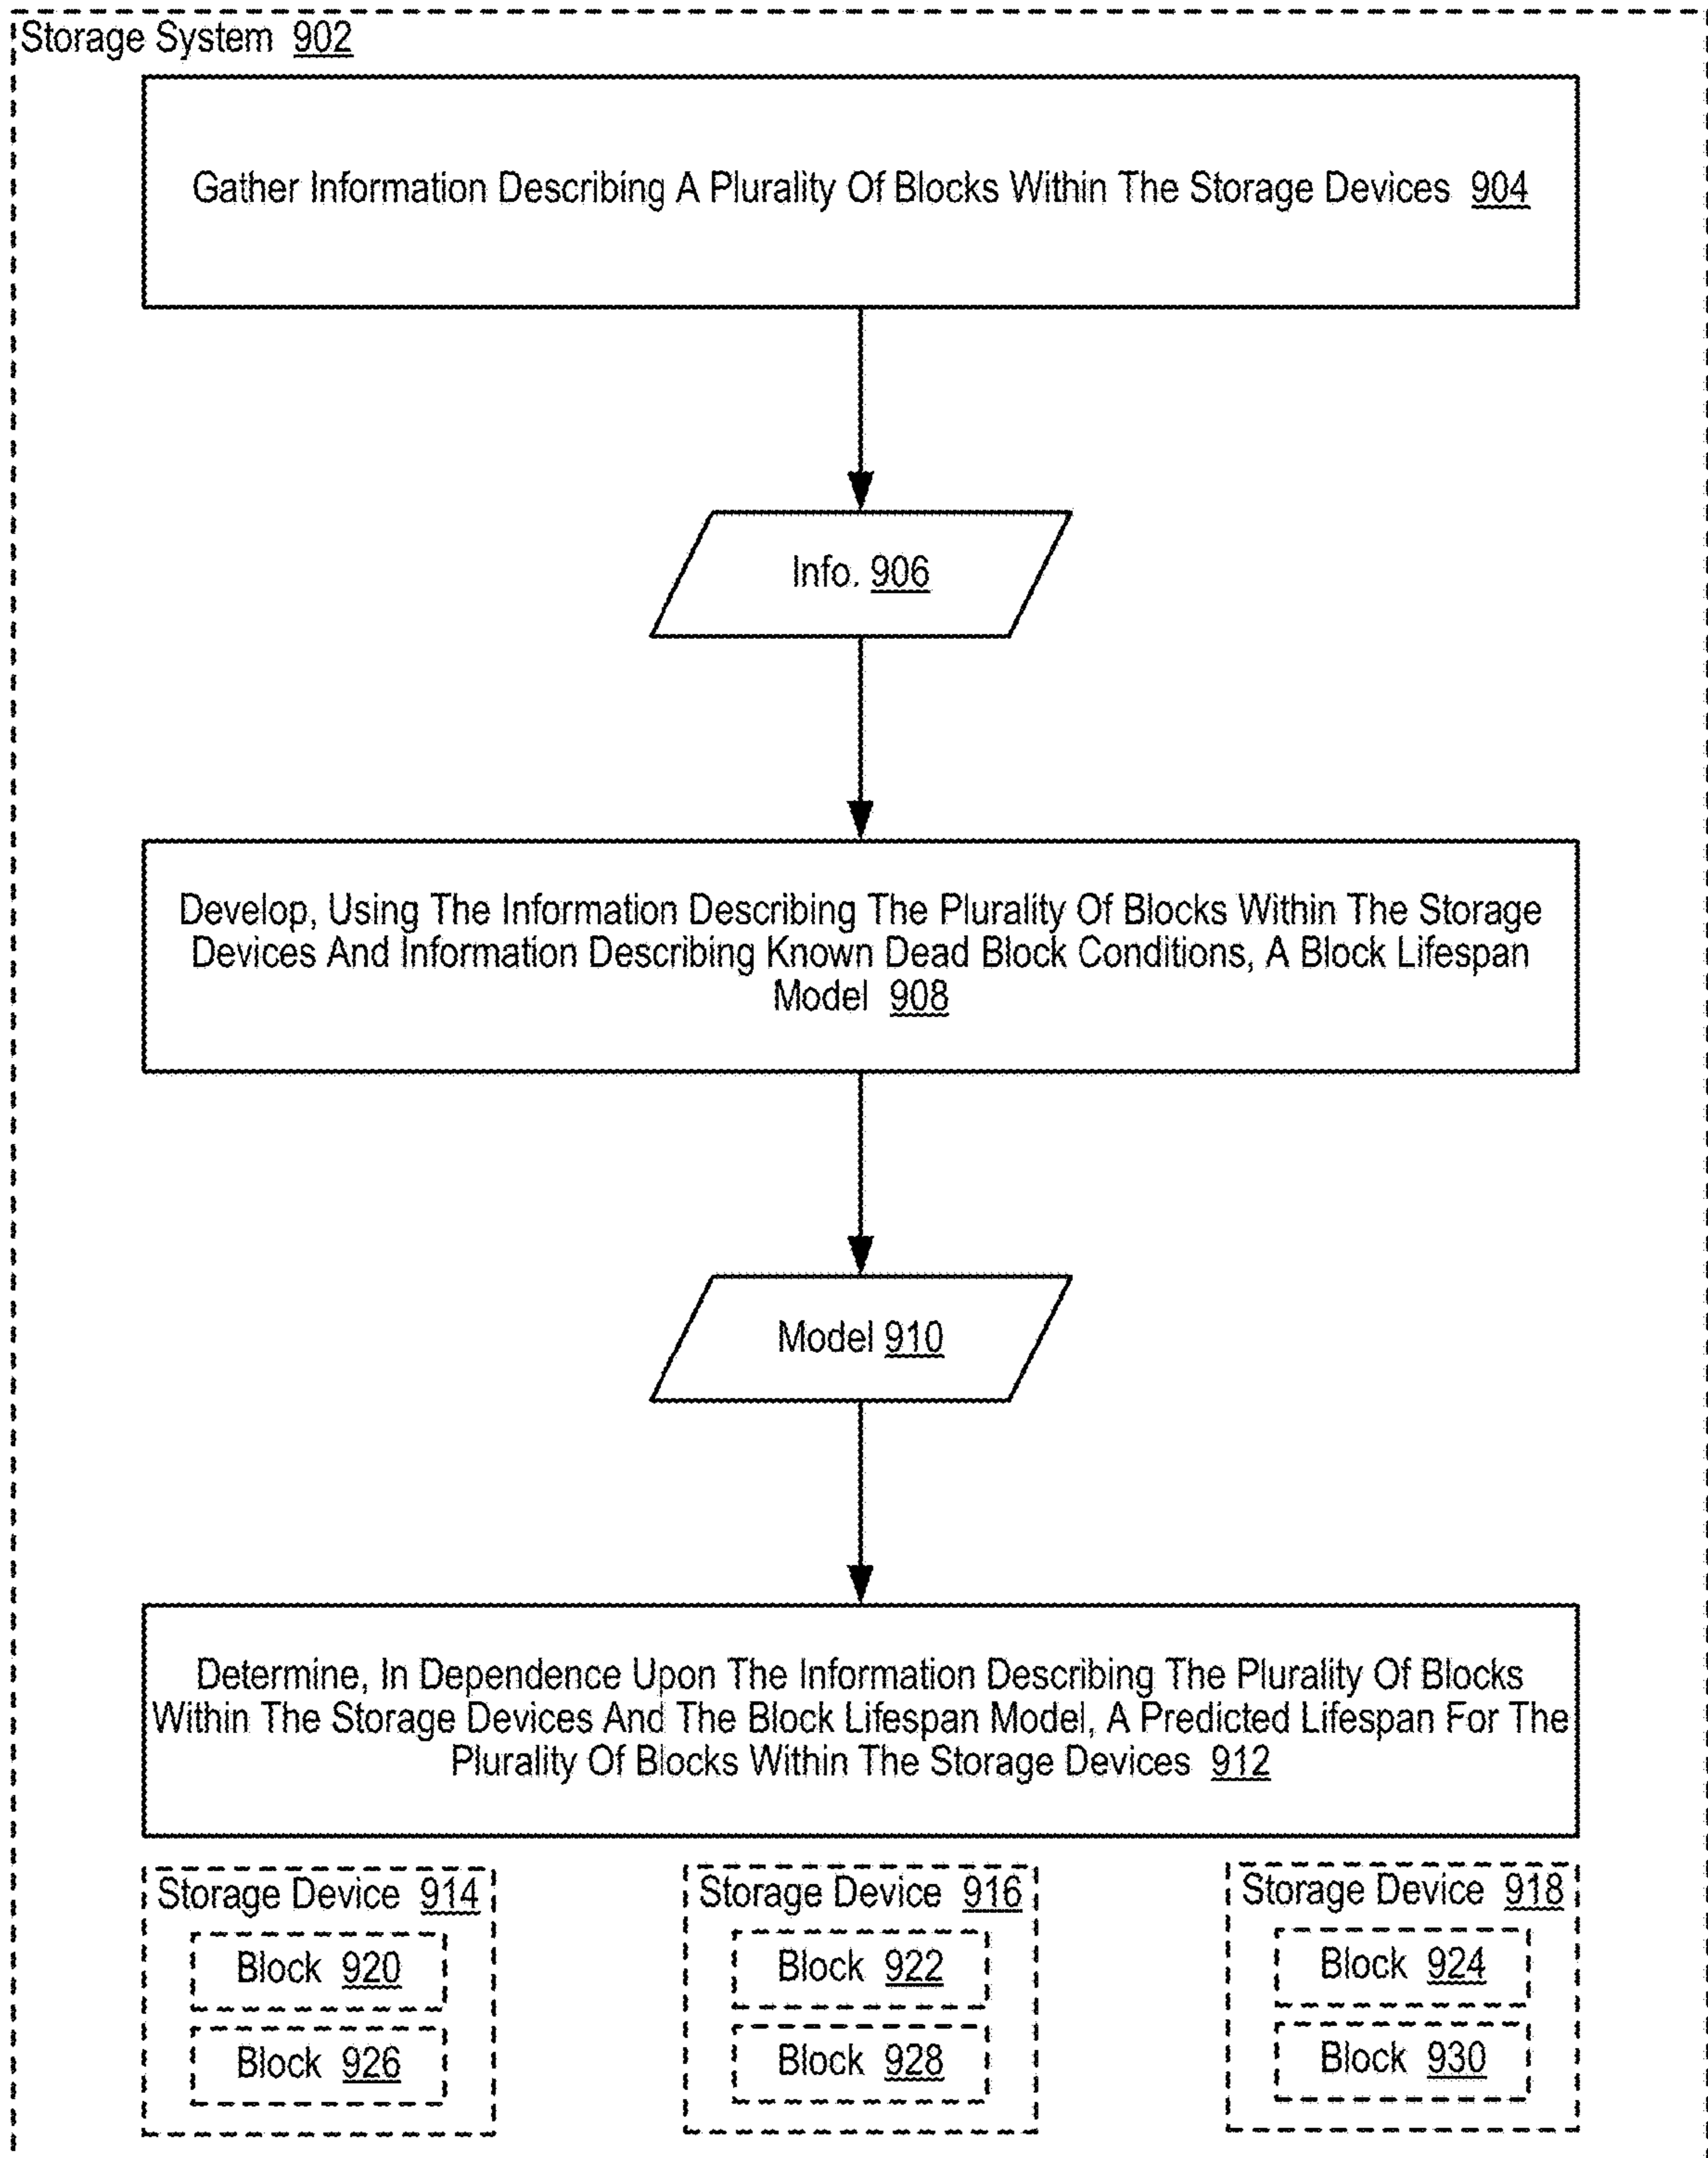 Storage System 902
Gather Information Describing A Plurality Of Blocks Within The Storage Devices 904
Info. 906
Develop, Using The Information Describing The Plurality Of Blocks Within The Storage
Devices And Information Describing Known Dead Block Conditions, A Block Lifespan
Model 908
Model 910
Determine, In Dependence Upon The Information Describing The Plurality Of Blocks
Within The Storage Devices And The Block Lifespan Model, A Predicted Lifespan For The
Plurality Of Blocks Within The Storage Devices 912
Storage Device 914
Block 920
Block 926
Storage Device 916
Block 922
Block 928
Storage Device 918
Block 924
Block 930